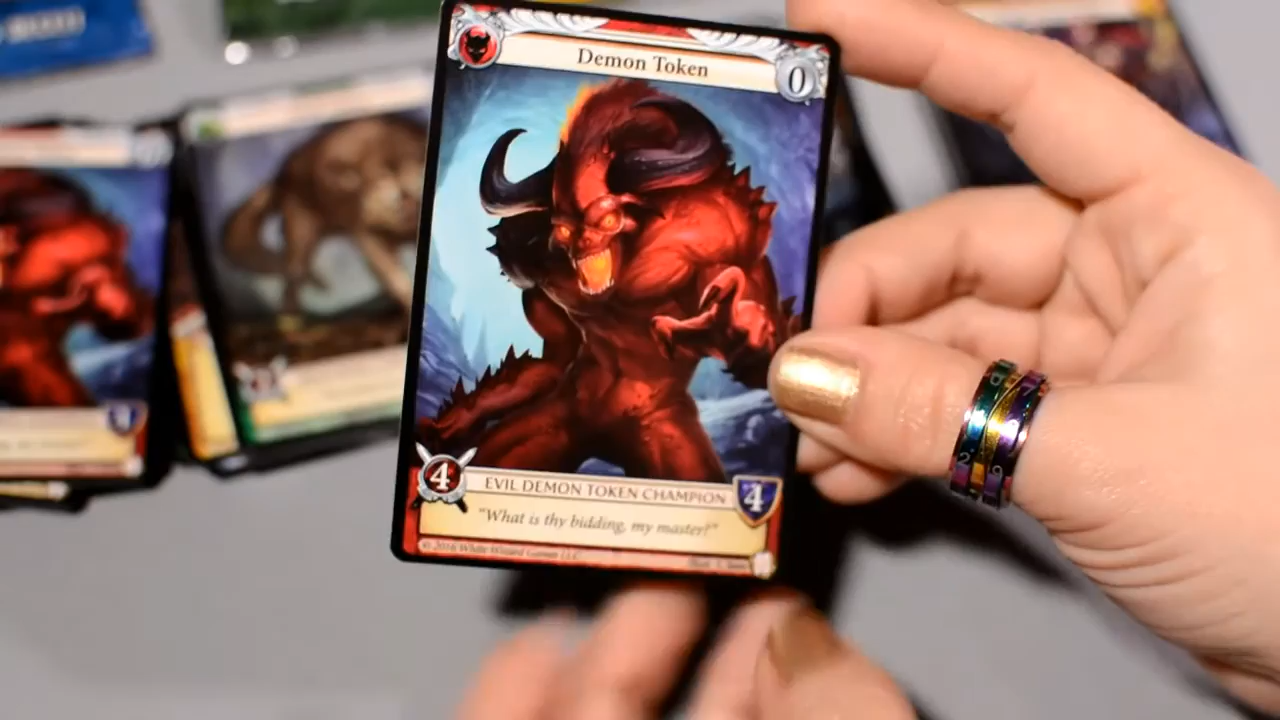 Demon Token
0
4
EVIL DEMON TOKEN CHAMPION
4
"What is thy bidding, my master?"
© 2016 White Wizard Games LLC